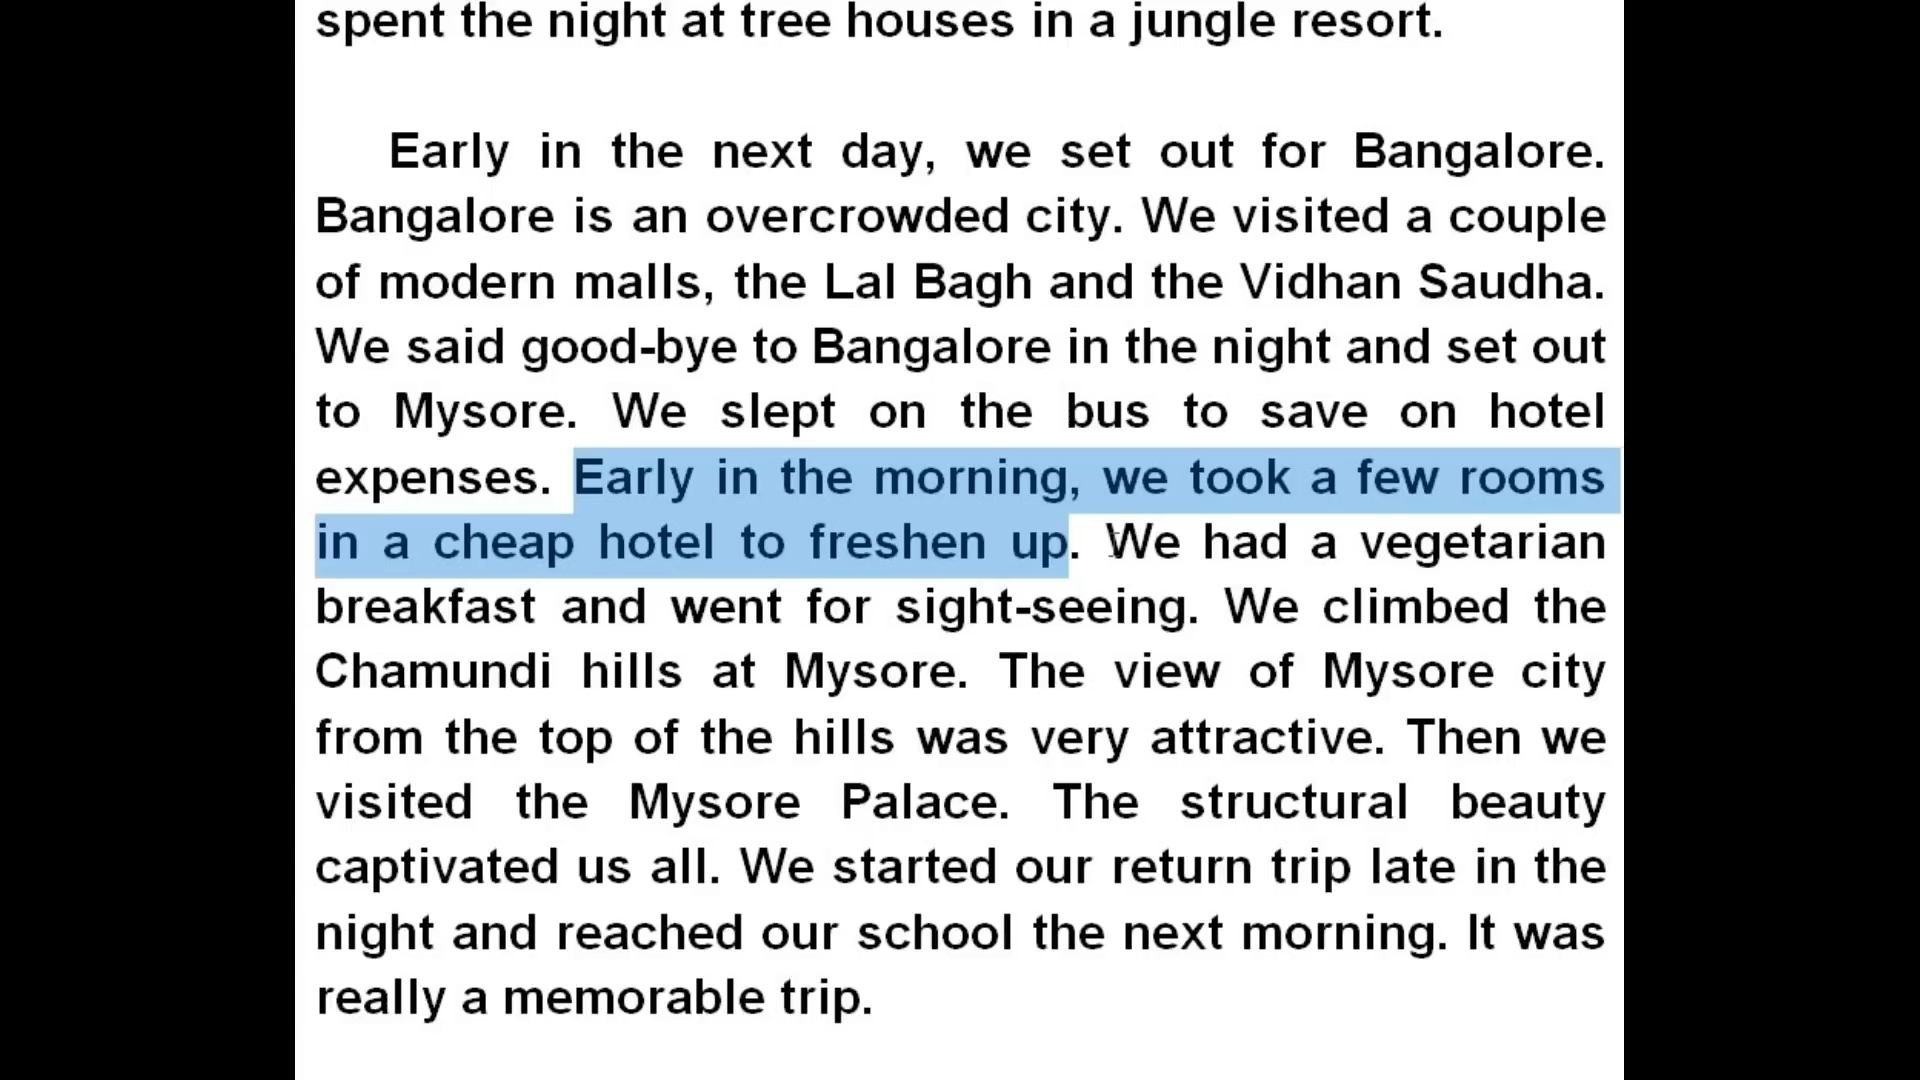 spent the night at tree houses in a jungle resort.
Early in the next day, we set out for Bangalore.
Bangalore is an overcrowded city. We visited a couple
of modern malls, the Lal Bagh and the Vidhan Saudha.
We said good-bye to Bangalore in the night and set out
to Mysore. We slept on the bus to save on hotel
expenses. Early in the morning, we took a few rooms
in a cheap hotel to freshen up. We had a vegetarian
breakfast and went for sight-seeing. We climbed the
Chamundi hills at Mysore. The view of Mysore city
from the top of the hills was very attractive. Then we
visited the Mysore Palace. The structural beauty
captivated us all. We started our return trip late in the
night and reached our school the next morning. It was
really a memorable trip.